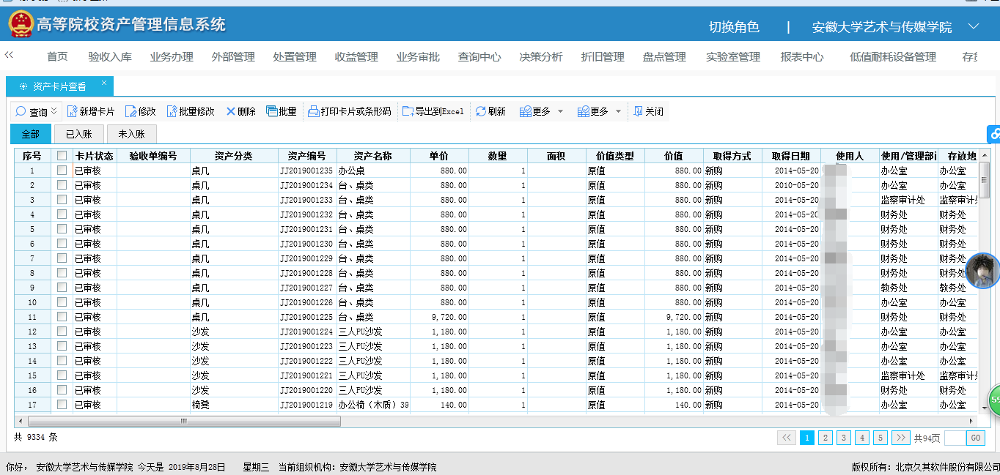 高等院校资产管理信息系统
切换角色 | 安徽大学艺术与传媒学院
首页 验收入库 业务办理 外部管理 处置管理 收益管理 业务审批 查询中心 决策分析 折旧管理 盘点管理 实验室管理 报表中心 低值耐耗设备管理
资产卡片查看 ×
查询 新增卡片 修改 批量修改 删除 批量 打印卡片或条形码 导出到Excel 刷新 更多 更多 关闭
全部 已入账 未入账
序号 卡片状态 验收单编号 资产分类 资产编号 资产名称 单价 数量 面积 价值类型 价值 取得方式 取得日期 使用人 使用/管理部门 存放地
1 已审核 桌几 JJ2019001235 办公桌 880.00 1 原值 880.00 新购 2014-05-20 办公室 办公室
2 已审核 桌几 JJ2019001234 台、桌类 880.00 1 原值 880.00 新购 2010-05-20 办公室 办公室
3 已审核 桌几 JJ2019001233 台、桌类 880.00 1 原值 880.00 新购 2014-05-20 监察审计处 监察审计处
4 已审核 桌几 JJ2019001232 台、桌类 880.00 1 原值 880.00 新购 2014-05-20 财务处 财务处
5 已审核 桌几 JJ2019001231 台、桌类 880.00 1 原值 880.00 新购 2014-05-20 财务处 财务处
6 已审核 桌几 JJ2019001230 台、桌类 880.00 1 原值 880.00 新购 2014-05-20 财务处 财务处
7 已审核 桌几 JJ2019001229 台、桌类 880.00 1 原值 880.00 新购 2014-05-20 财务处 财务处
8 已审核 桌几 JJ2019001228 台、桌类 880.00 1 原值 880.00 新购 2014-05-20 财务处 财务处
9 已审核 桌几 JJ2019001227 台、桌类 880.00 1 原值 880.00 新购 2014-05-20 教务处 教务处
10 已审核 桌几 JJ2019001226 台、桌类 880.00 1 原值 880.00 新购 2014-05-20 办公室 办公室
11 已审核 桌几 JJ2019001225 台、桌类 9,720.00 1 原值 9,720.00 新购 2014-05-20 财务处 财务处
12 已审核 沙发 JJ2019001224 三人PU沙发 1,180.00 1 原值 1,180.00 新购 2014-05-20 办公室 办公室
13 已审核 沙发 JJ2019001223 三人PU沙发 1,180.00 1 原值 1,180.00 新购 2014-05-20 办公室 办公室
14 已审核 沙发 JJ2019001222 三人PU沙发 1,180.00 1 原值 1,180.00 新购 2014-05-20 办公室 办公室
15 已审核 沙发 JJ2019001221 三人PU沙发 1,180.00 1 原值 1,180.00 新购 2014-05-20 监察审计处 监察审计处
16 已审核 沙发 JJ2019001220 三人PU沙发 1,180.00 1 原值 1,180.00 新购 2014-05-20 财务处 财务处
17 已审核 椅凳 JJ2019001219 办公椅（木质）39 140.00 1 原值 140.00 新购 2014-05-20 办公室 办公室
共 9334 条
<< 1 2 3 4 5 >> 共94页 GO
你好， 安徽大学艺术与传媒学院 今天是 2019年8月28日 星期三 当前组织机构：安徽大学艺术与传媒学院 版权所有：北京久其软件股份有限公司